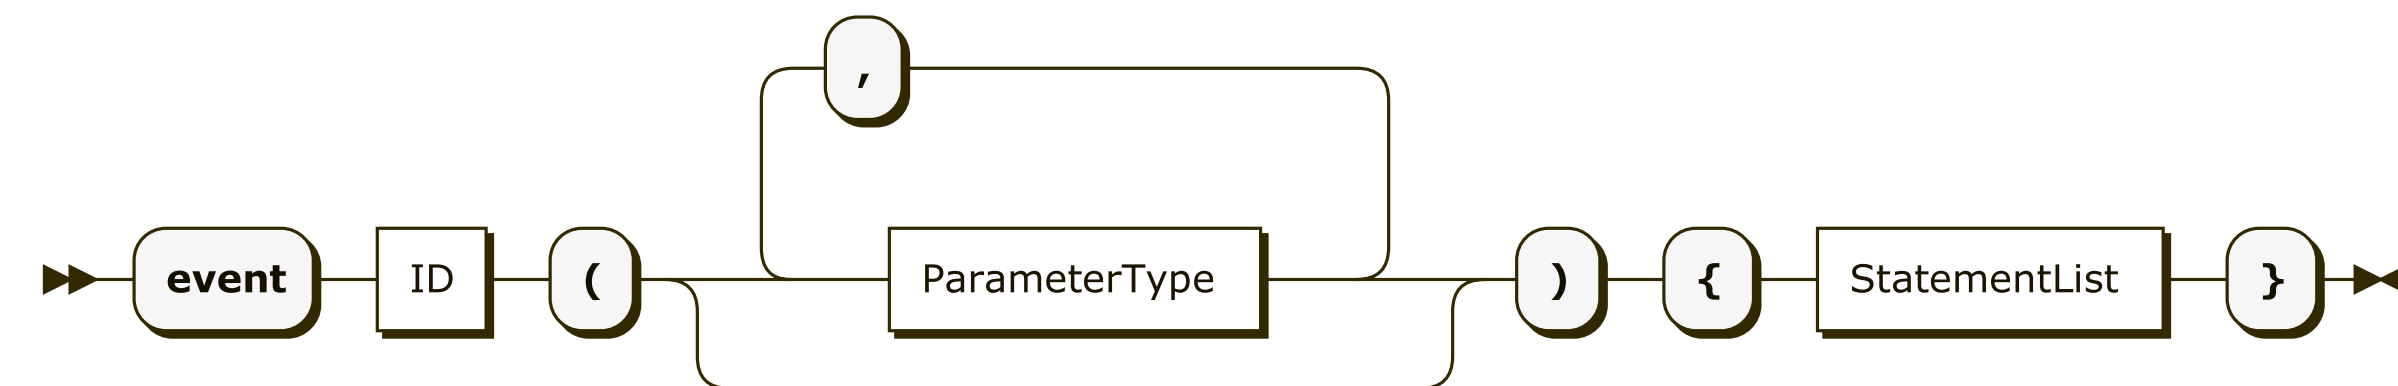 ,
event ID ( ParameterType ) { StatementList }